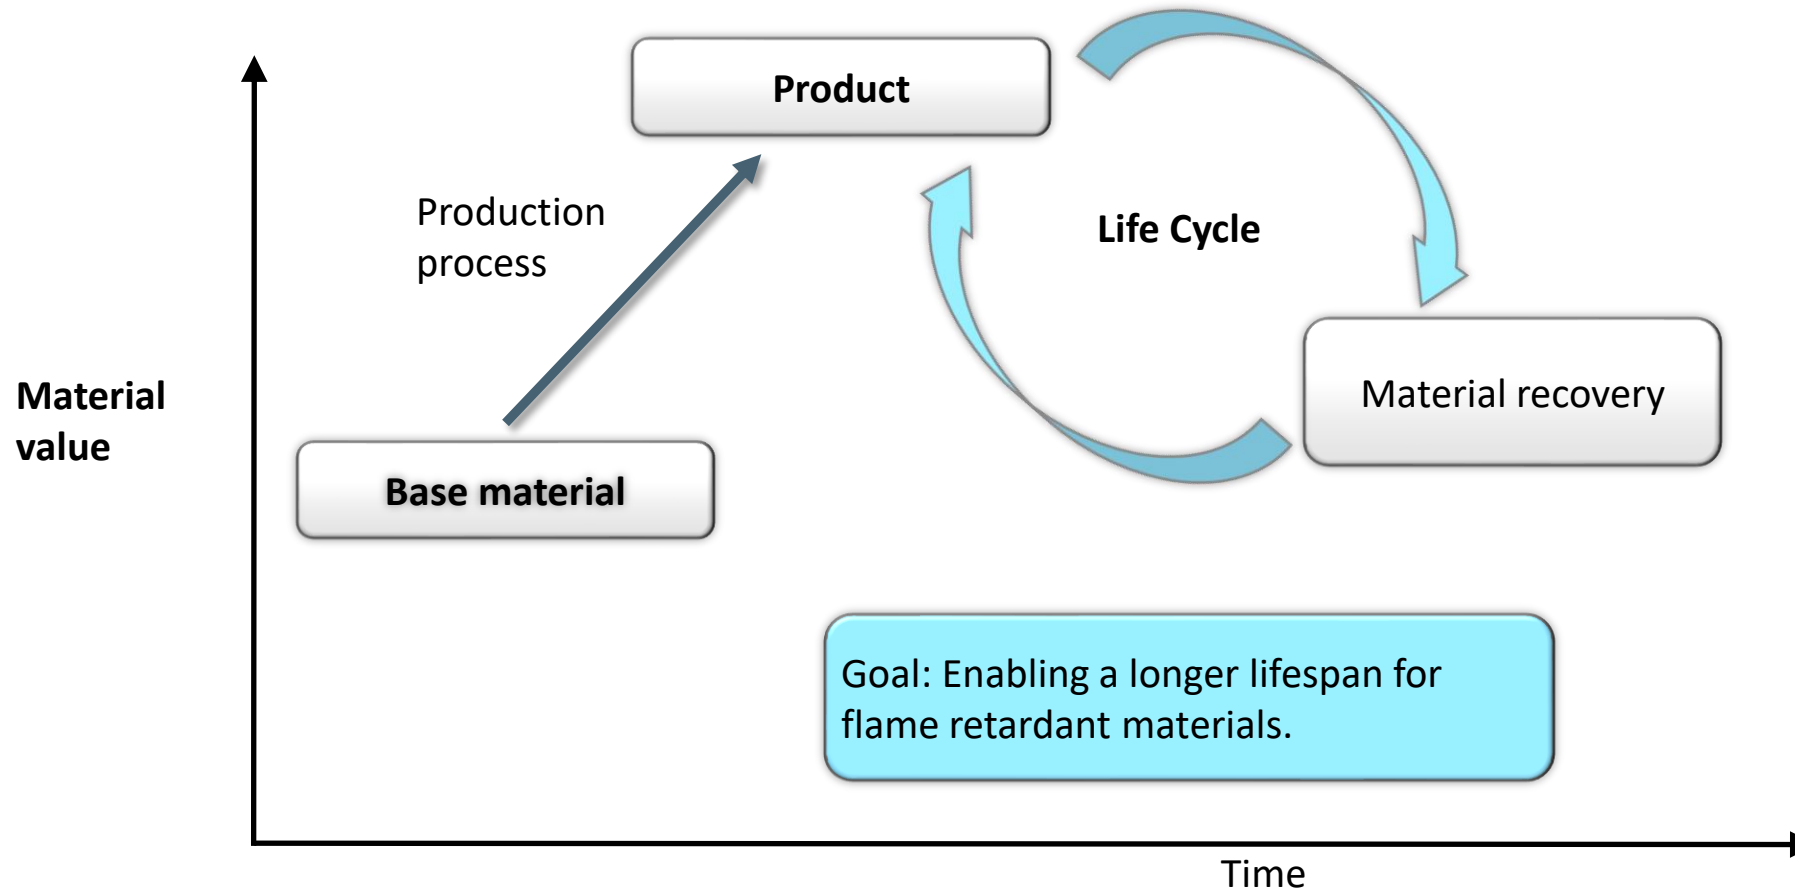 Product
Production
process
Life Cycle
Material
value
Material recovery
Base material
Goal: Enabling a longer lifespan for
flame retardant materials.
Time